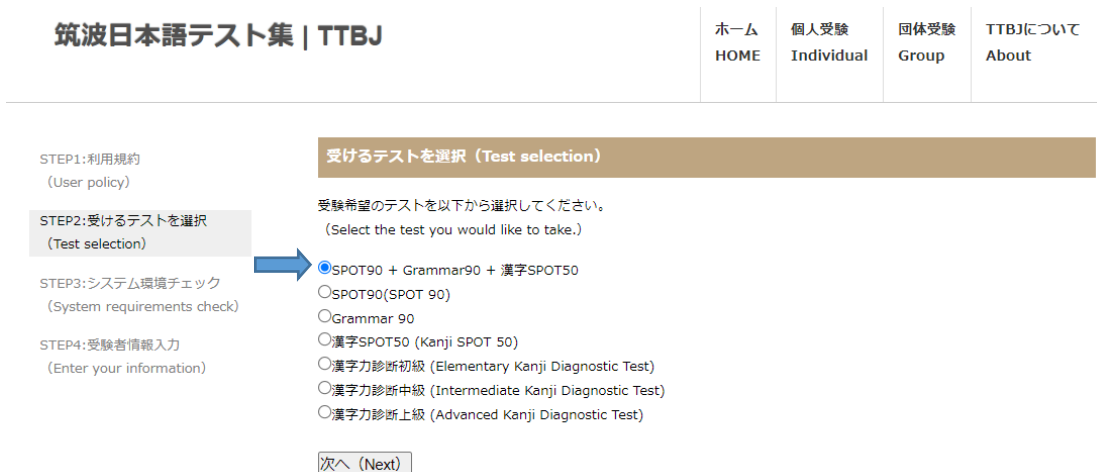 筑波日本語テスト集 | TTBJ
ホーム
HOME
個人受験
Individual
団体受験
Group
TTBJについて
About
STEP1:利用規約
（User policy）
STEP2:受けるテストを選択
（Test selection）
STEP3:システム環境チェック
（System requirements check）
STEP4:受験者情報入力
（Enter your information）
受けるテストを選択（Test selection）
受験希望のテストを以下から選択してください。
（Select the test you would like to take.）
SPOT90 + Grammar90 + 漢字SPOT50
SPOT90(SPOT 90)
Grammar 90
漢字SPOT50 (Kanji SPOT 50)
漢字力診断初級 (Elementary Kanji Diagnostic Test)
漢字力診断中級 (Intermediate Kanji Diagnostic Test)
漢字力診断上級 (Advanced Kanji Diagnostic Test)
次へ（Next）